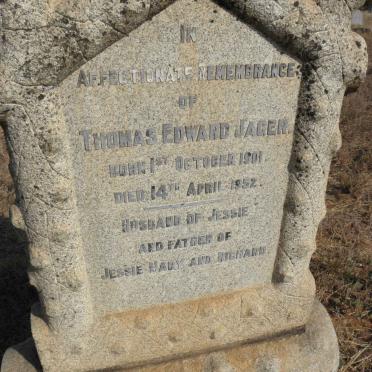 IN
AFFECTIONATE REMEMBRANCE
OF
THOMAS EDWARD JAGER.
BORN 1ST OCTOBER 1901.
DIED 14TH APRIL 1952.
HUSBAND OF JESSIE
AND FATHER OF
JESSIE MARY AND RICHARD